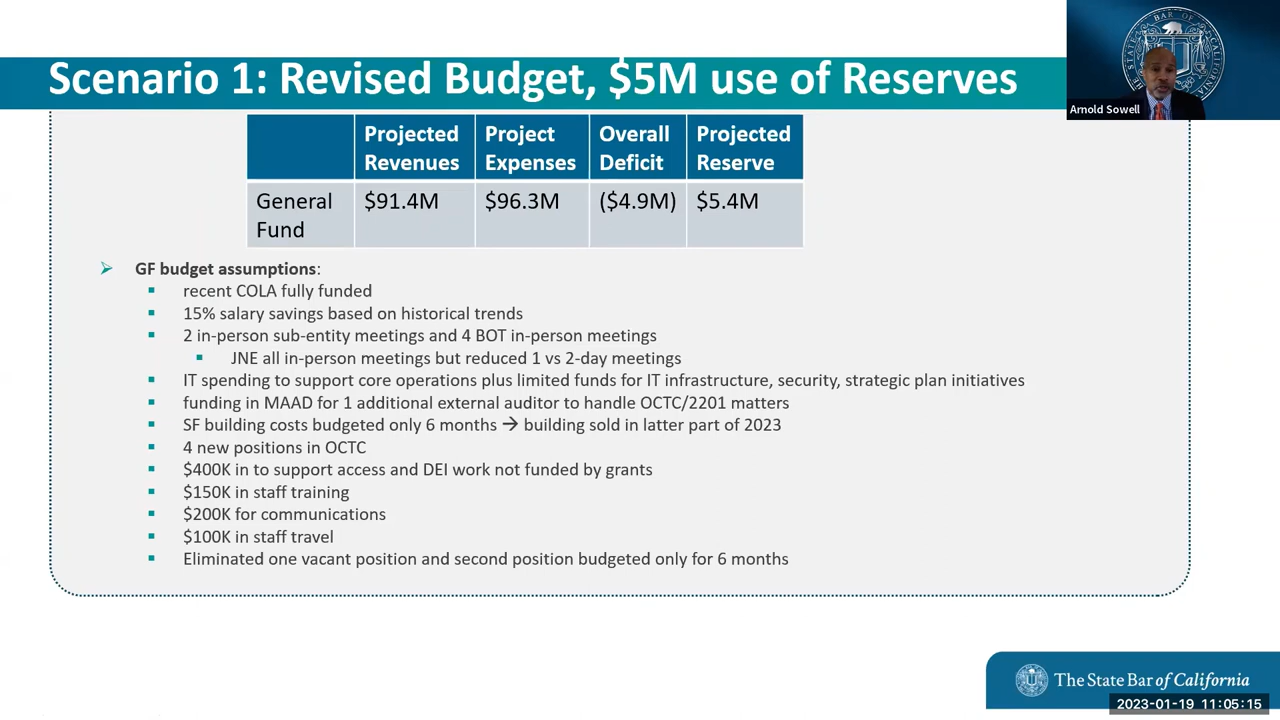 Scenario 1: Revised Budget, $5M use of Reserves
THE STATE BAR OF CALIFORNIA
Arnold Sowell
Projected Revenues
Project Expenses
Overall Deficit
Projected Reserve
General Fund
$91.4M
$96.3M
($4.9M)
$5.4M
➢ GF budget assumptions:
▪ recent COLA fully funded
▪ 15% salary savings based on historical trends
▪ 2 in-person sub-entity meetings and 4 BOT in-person meetings
▪ JNE all in-person meetings but reduced 1 vs 2-day meetings
▪ IT spending to support core operations plus limited funds for IT infrastructure, security, strategic plan initiatives
▪ funding in MAAD for 1 additional external auditor to handle OCTC/2201 matters
▪ SF building costs budgeted only 6 months → building sold in latter part of 2023
▪ 4 new positions in OCTC
▪ $400K in to support access and DEI work not funded by grants
▪ $150K in staff training
▪ $200K for communications
▪ $100K in staff travel
▪ Eliminated one vacant position and second position budgeted only for 6 months
The State Bar of California
2023-01-19 11:05:15